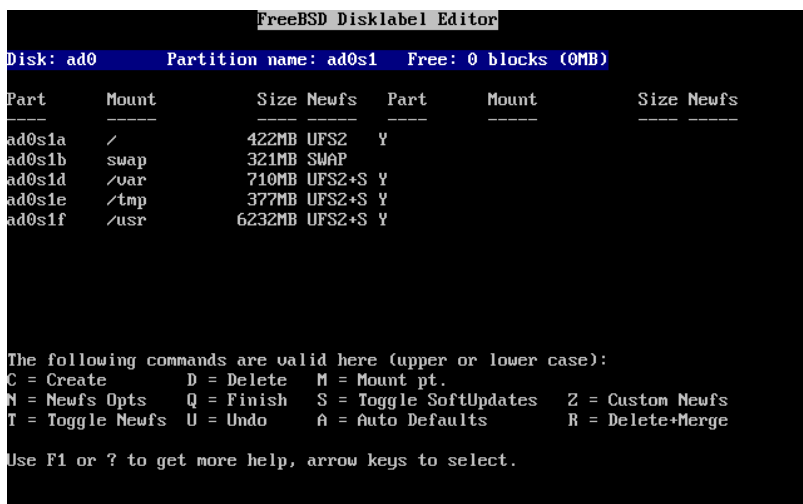 FreeBSD Disklabel Editor
Disk: ad0 Partition name: ad0s1 Free: 0 blocks (0MB)
Part Mount Size Newfs Part Mount Size Newfs
---- ----- ---- ----- ---- ----- ---- -----
ad0s1a / 422MB UFS2 Y
ad0s1b swap 321MB SWAP
ad0s1d /var 710MB UFS2+S Y
ad0s1e /tmp 377MB UFS2+S Y
ad0s1f /usr 6232MB UFS2+S Y
The following commands are valid here (upper or lower case):
C = Create D = Delete M = Mount pt.
N = Newfs Opts Q = Finish S = Toggle SoftUpdates Z = Custom Newfs
T = Toggle Newfs U = Undo A = Auto Defaults R = Delete+Merge
Use F1 or ? to get more help, arrow keys to select.